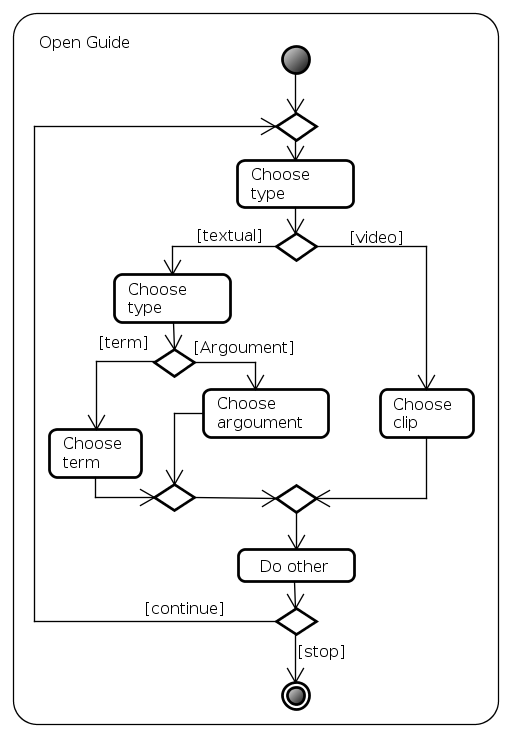 Open Guide
Choose
type
[textual]
[video]
Choose
type
[term]
[Argoument]
Choose
argoument
Choose
clip
Choose
term
Do other
[continue]
[stop]